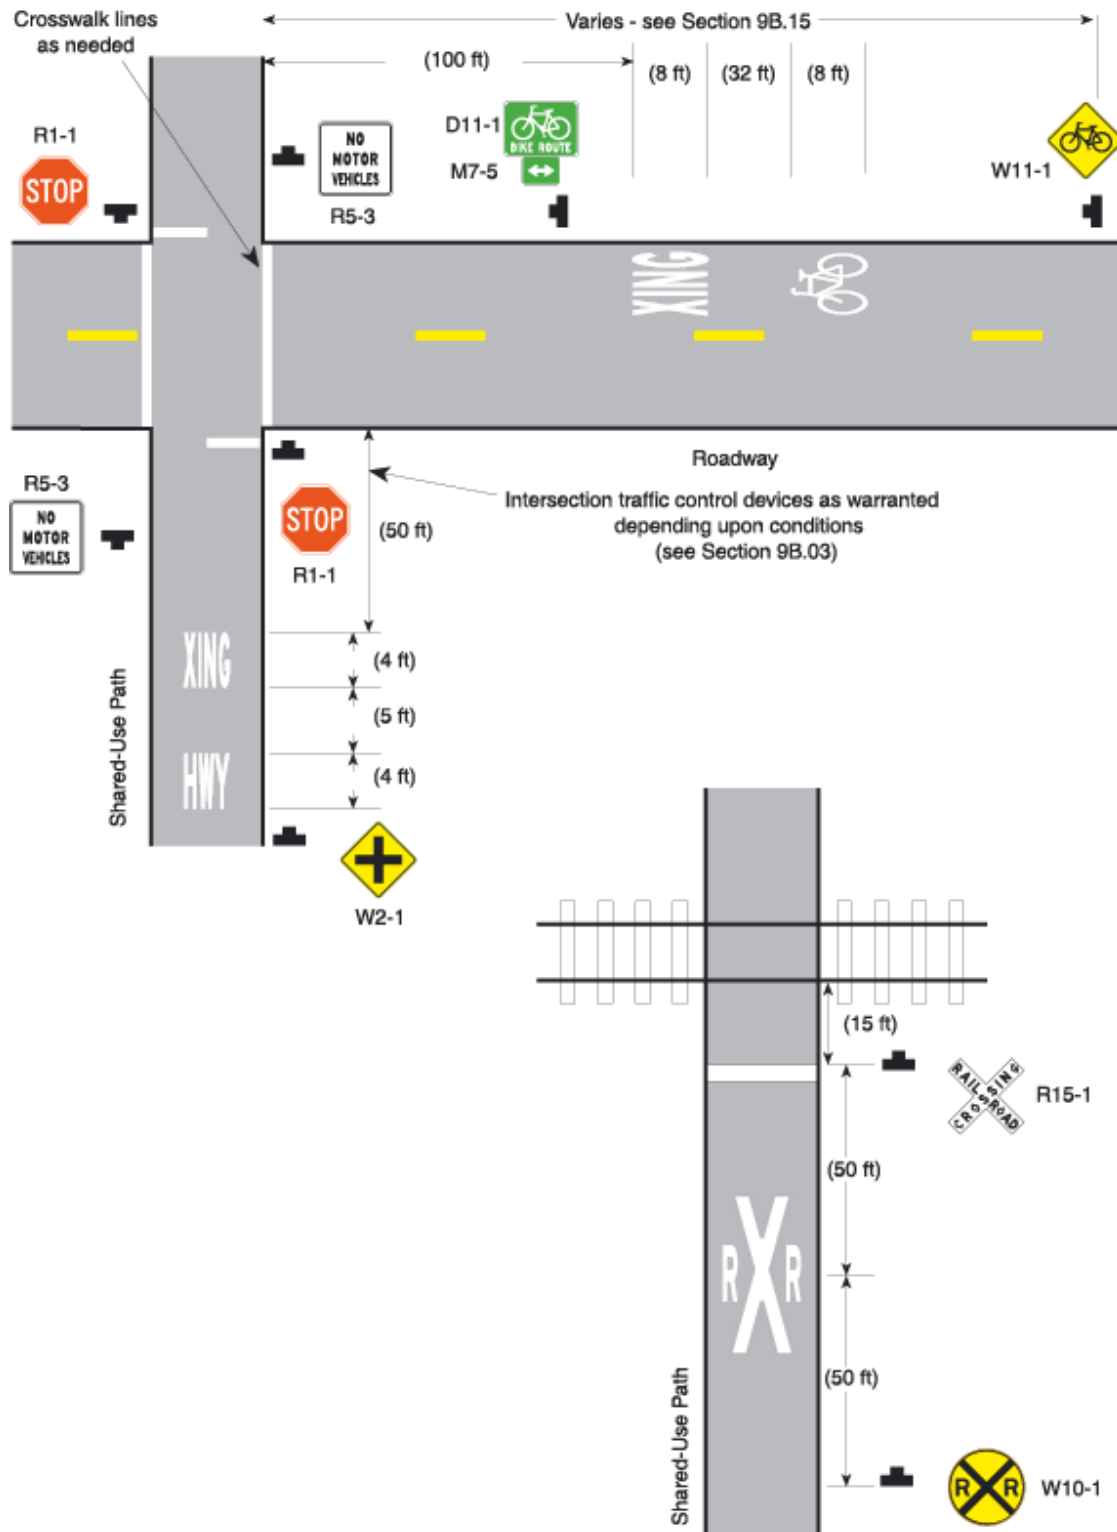 Crosswalk lines
as needed
Varies - see Section 9B.15
(100 ft)
(8 ft)
(32 ft)
(8 ft)
R1-1
STOP
NO
MOTOR
VEHICLES
R5-3
D11-1
BIKE ROUTE
M7-5
W11-1
XING
Roadway
Intersection traffic control devices as warranted
depending upon conditions
(see Section 9B.03)
R5-3
NO
MOTOR
VEHICLES
STOP
R1-1
(50 ft)
XING
(4 ft)
(5 ft)
HWY
(4 ft)
Shared-Use Path
W2-1
(15 ft)
RAILROAD
CROSSING
R15-1
(50 ft)
R X R
(50 ft)
Shared-Use Path
R R
W10-1